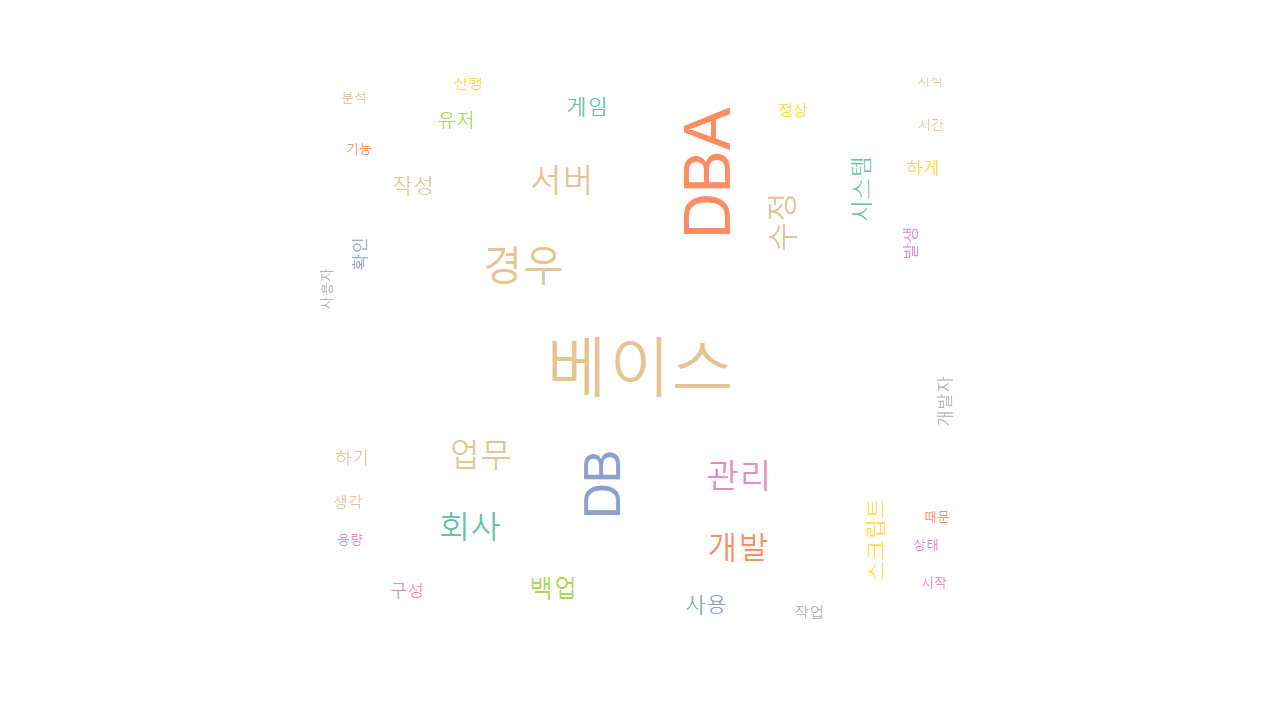 진행
분석
유저
게임
DBA
정상
시간
기능
작성
서버
수정
시스템
하게
발생
확인
경우
사용자
베이스
개발자
하기
업무
DB
관리
생각
회사
스크립트
때문
용량
개발
상태
구성
백업
사용
작업
시작